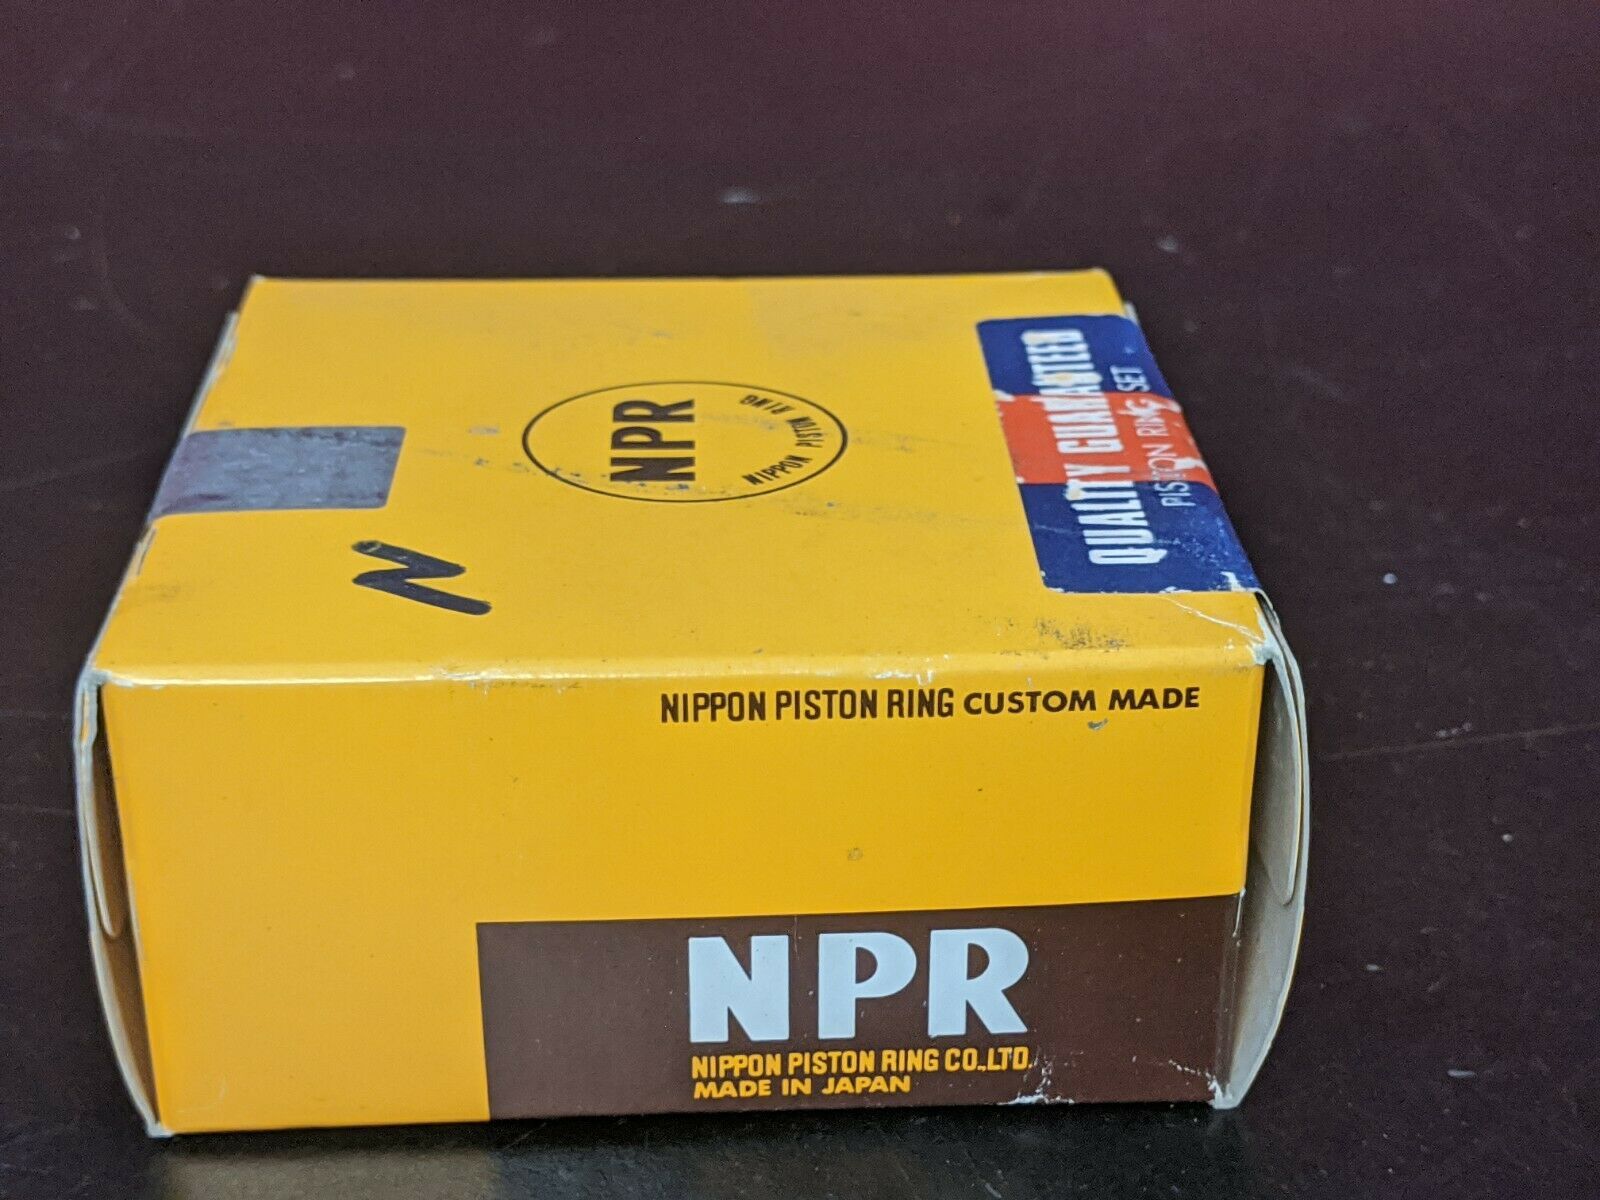 NPR
NIPPON PISTON RING
QUALITY GUARANTEED
PISTON RING SET
N
NIPPON PISTON RING CUSTOM MADE
NPR
NIPPON PISTON RING CO.,LTD.
MADE IN JAPAN